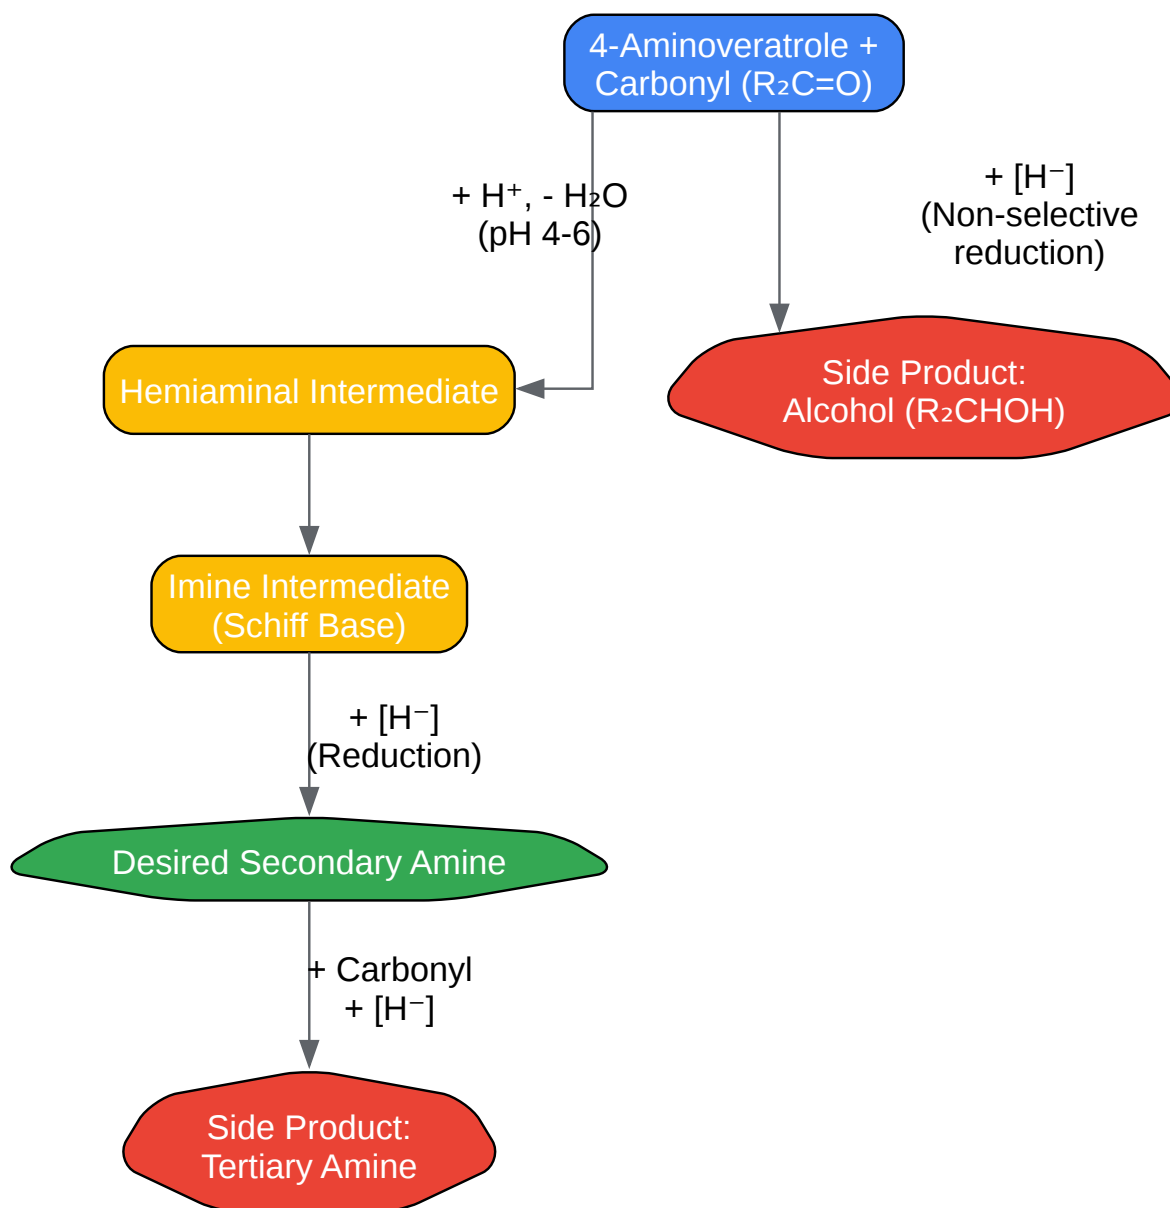 4-Aminoveratrole +
Carbonyl (R₂C=O)
+ H⁺, - H₂O
(pH 4-6)
+ [H⁻]
(Non-selective
reduction)
Hemiaminal Intermediate
Side Product:
Alcohol (R₂CHOH)
Imine Intermediate
(Schiff Base)
+ [H⁻]
(Reduction)
Desired Secondary Amine
+ Carbonyl
+ [H⁻]
Side Product:
Tertiary Amine